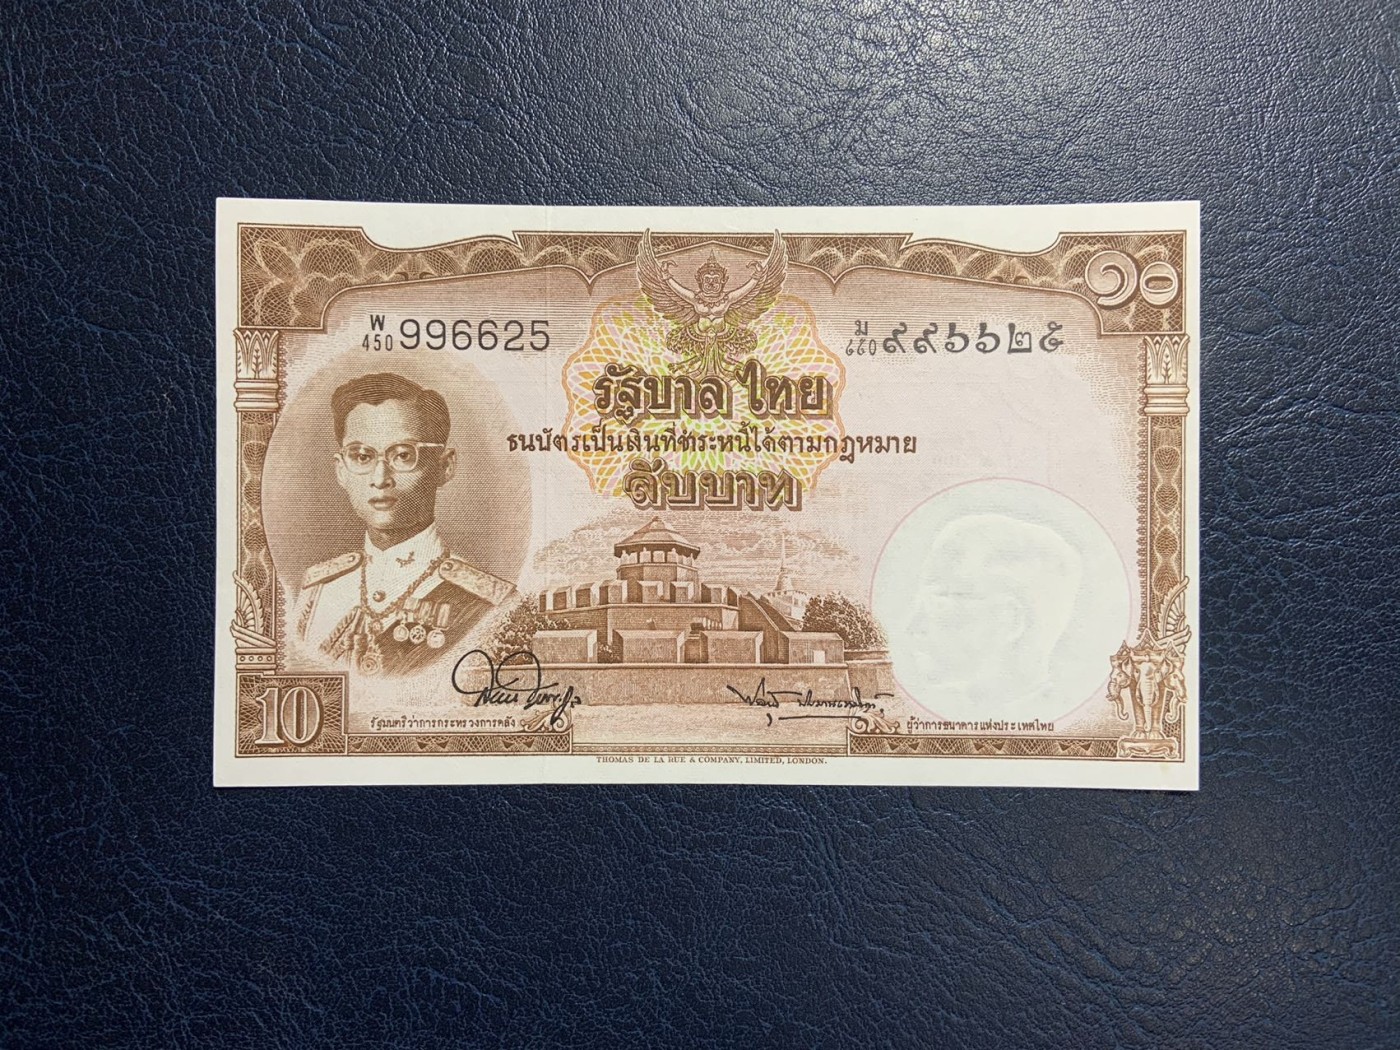 ๑๐
W
450 996625
ม
๔๕๐ ๙๙๖๖๒๕
รัฐบาลไทย
ธนบัตรเป็นเงินที่ชำระหนี้ได้ตามกฎหมาย
สิบบาท
10
รัฐมนตรีว่าการกระทรวงการคลัง
ผู้ว่าการธนาคารแห่งประเทศไทย
THOMAS DE LA RUE & COMPANY, LIMITED, LONDON.